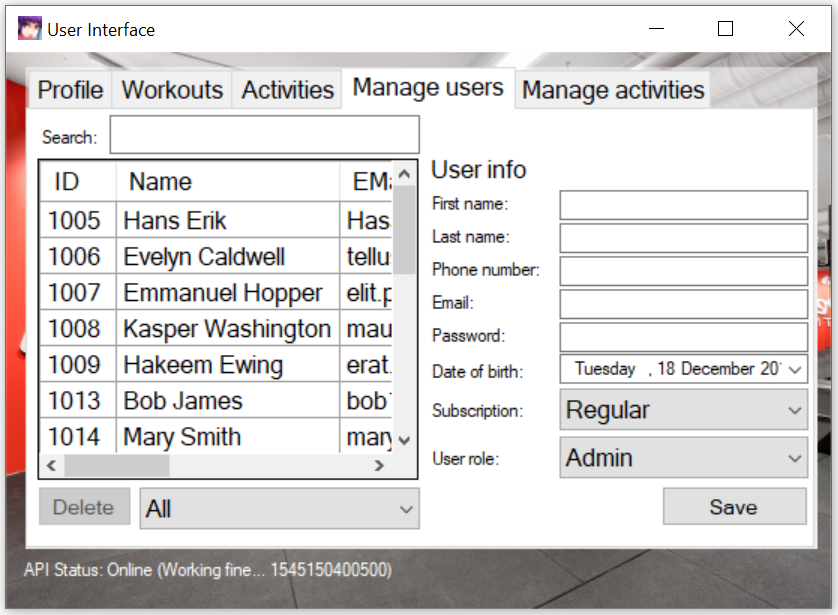 User Interface
Profile Workouts Activities Manage users Manage activities
Search:
ID Name EMa
1005 Hans Erik Has
1006 Evelyn Caldwell tellu
1007 Emmanuel Hopper elit.p
1008 Kasper Washington mau
1009 Hakeem Ewing erat.
1013 Bob James bob
1014 Mary Smith mary
Delete All
User info
First name:
Last name:
Phone number:
Email:
Password:
Date of birth: Tuesday , 18 December 201
Subscription: Regular
User role: Admin
Save
API Status: Online (Working fine... 1545150400500)